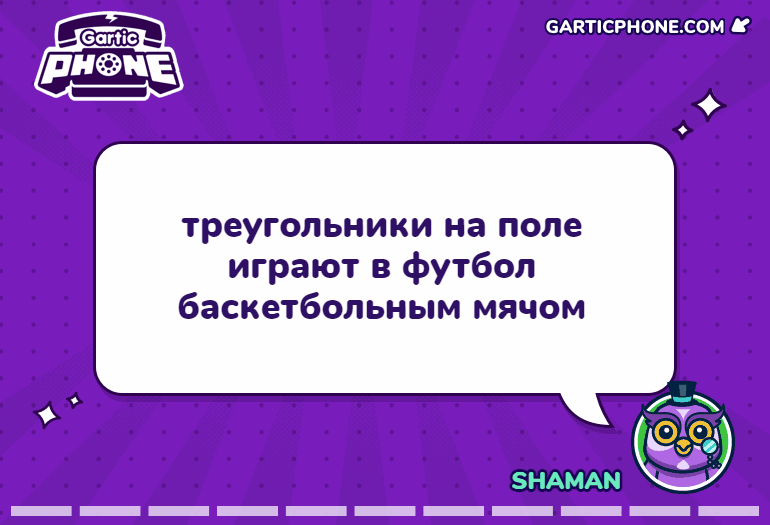 Gartic
PHONE
GARTICPHONE.COM
треугольники на поле
играют в футбол
баскетбольным мячом
SHAMAN